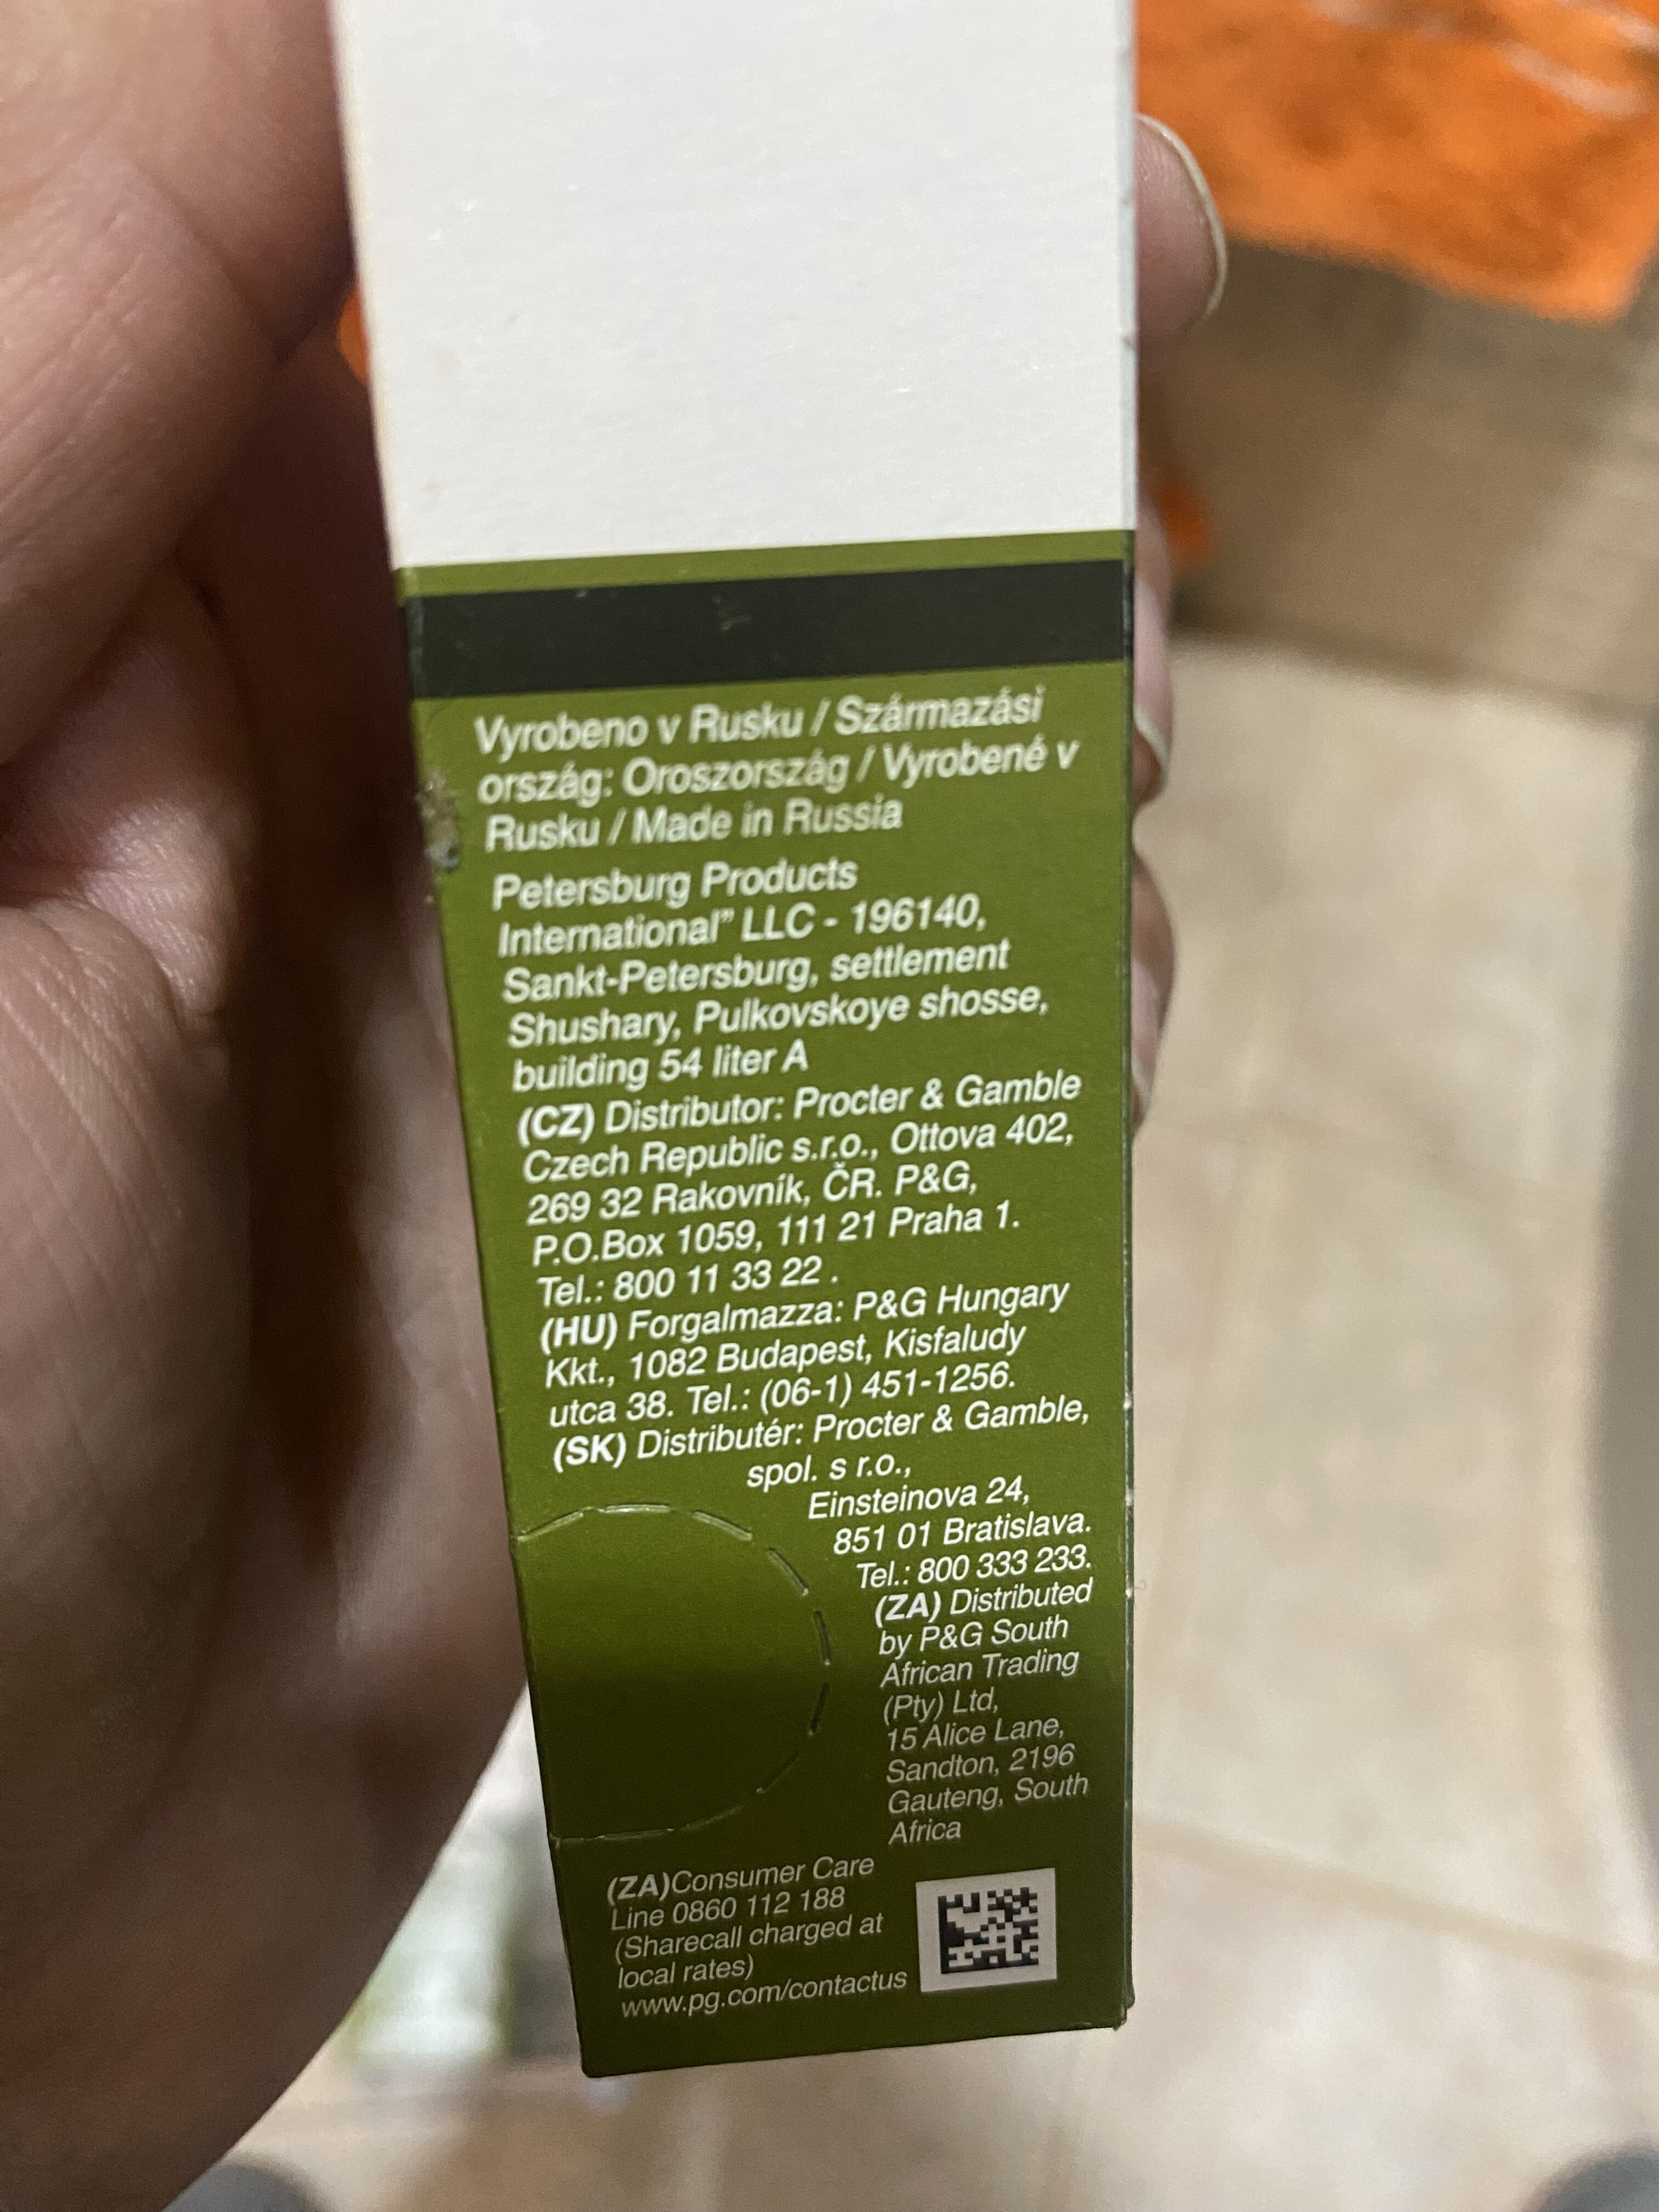 Vyrobeno v Rusku / Származási
ország: Oroszország / Vyrobené v
Rusku / Made in Russia
Petersburg Products
International” LLC - 196140,
Sankt-Petersburg, settlement
Shushary, Pulkovskoye shosse,
building 54 liter A
(CZ) Distributor: Procter & Gamble
Czech Republic s.r.o., Ottova 402,
269 32 Rakovník, ČR. P&G,
P.O.Box 1059, 111 21 Praha 1.
Tel.: 800 11 33 22 .
(HU) Forgalmazza: P&G Hungary
Kkt., 1082 Budapest, Kisfaludy
utca 38. Tel.: (06-1) 451-1256.
(SK) Distributér: Procter & Gamble,
spol. s r.o.,
Einsteinova 24,
851 01 Bratislava.
Tel.: 800 333 233.
(ZA) Distributed
by P&G South
African Trading
(Pty) Ltd,
15 Alice Lane,
Sandton, 2196
Gauteng, South
Africa
(ZA)Consumer Care
Line 0860 112 188
(Sharecall charged at
local rates)
www.pg.com/contactus